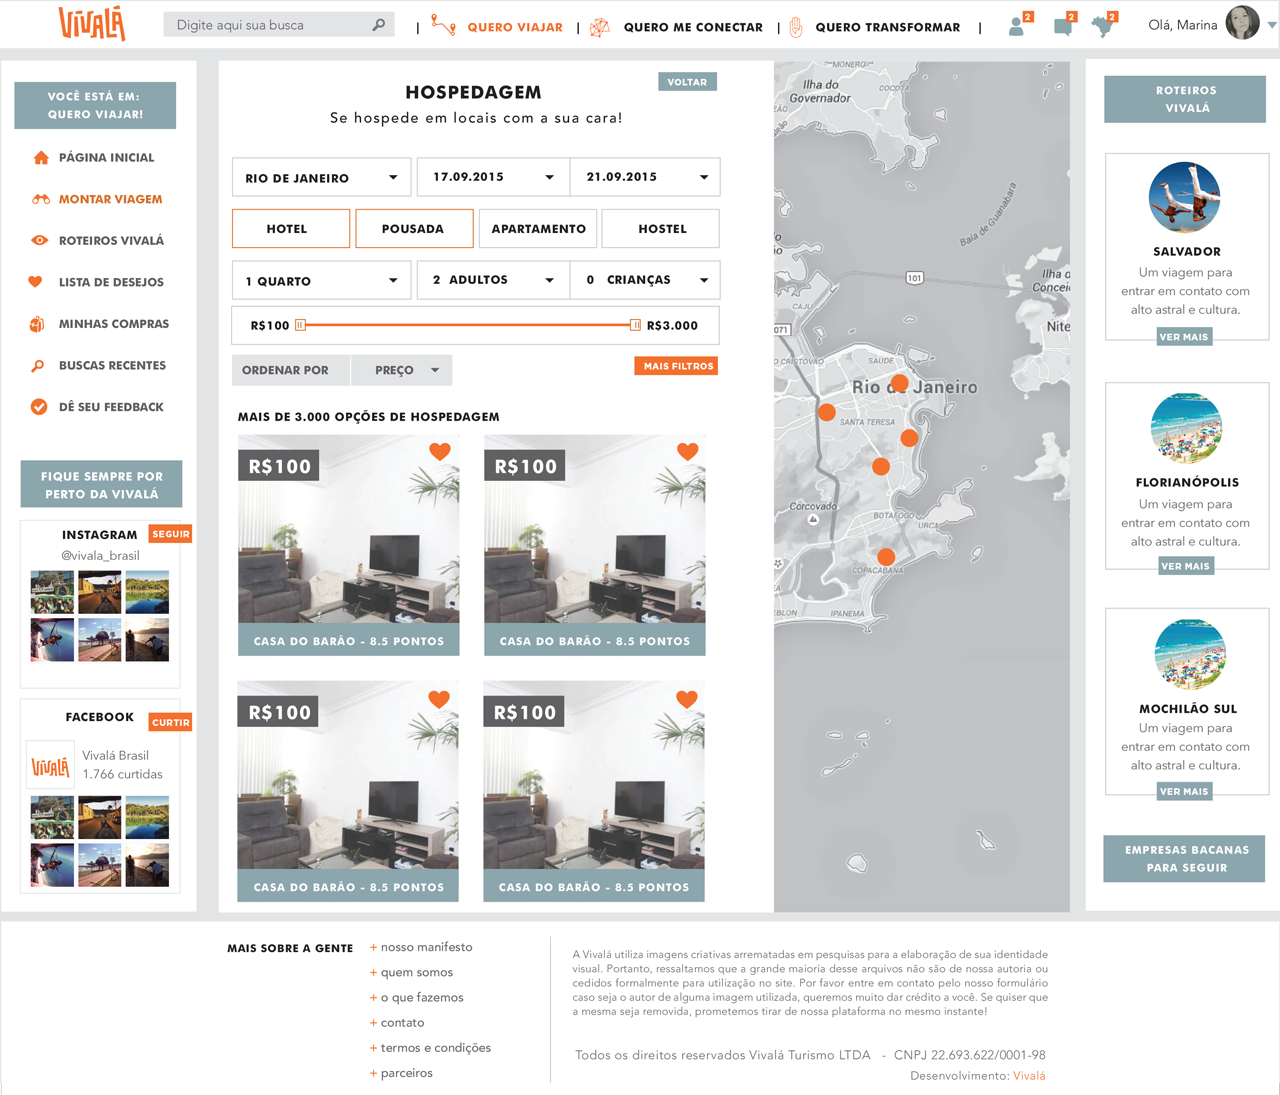 VIVALÁ
Digite aqui sua busca
| QUERO VIAJAR | QUERO ME CONECTAR | QUERO TRANSFORMAR |
2
2
2
Olá, Marina
VOCÊ ESTÁ EM:
QUERO VIAJAR!
PÁGINA INICIAL
MONTAR VIAGEM
ROTEIROS VIVALÁ
LISTA DE DESEJOS
MINHAS COMPRAS
BUSCAS RECENTES
DÊ SEU FEEDBACK
FIQUE SEMPRE POR
PERTO DA VIVALÁ
INSTAGRAM
SEGUIR
@vivala_brasil
FACEBOOK
CURTIR
VIVALÁ
Vivalá Brasil
1.766 curtidas
HOSPEDAGEM
VOLTAR
Se hospede em locais com a sua cara!
RIO DE JANEIRO
17.09.2015
21.09.2015
HOTEL
POUSADA
APARTAMENTO
HOSTEL
1 QUARTO
2 ADULTOS
0 CRIANÇAS
R$100
R$3.000
ORDENAR POR
PREÇO
MAIS FILTROS
MAIS DE 3.000 OPÇÕES DE HOSPEDAGEM
R$100
CASA DO BARÃO - 8.5 PONTOS
R$100
CASA DO BARÃO - 8.5 PONTOS
R$100
CASA DO BARÃO - 8.5 PONTOS
R$100
CASA DO BARÃO - 8.5 PONTOS
Ilha do
Governador
COCOTÁ
Baía de Guanabara
101
Ilha d
Concei
CAJU
071
Nite
CRISTOVÃO
SAÚDE
Rio de Janeiro
SANTA TERESA
Corcovado
BOTAFOGO
URCA
COPACABANA
EBLON
IPANEMA
ROTEIROS
VIVALÁ
SALVADOR
Um viagem para
entrar em contato com
alto astral e cultura.
VER MAIS
FLORIANÓPOLIS
Um viagem para
entrar em contato com
alto astral e cultura.
VER MAIS
MOCHILÃO SUL
Um viagem para
entrar em contato com
alto astral e cultura.
VER MAIS
EMPRESAS BACANAS
PARA SEGUIR
MAIS SOBRE A GENTE
+ nosso manifesto
+ quem somos
+ o que fazemos
+ contato
+ termos e condições
+ parceiros
A Vivalá utiliza imagens criativas arrematadas em pesquisas para a elaboração de sua identidade
visual. Portanto, ressaltamos que a grande maioria desse arquivos não são de nossa autoria ou
cedidos formalmente para utilização no site. Por favor entre em contato pelo nosso formulário
caso seja o autor de alguma imagem utilizada, queremos muito dar crédito a você. Se quiser que
a mesma seja removida, prometemos tirar de nossa plataforma no mesmo instante!
Todos os direitos reservados Vivalá Turismo LTDA - CNPJ 22.693.622/0001-98
Desenvolvimento: Vivalá